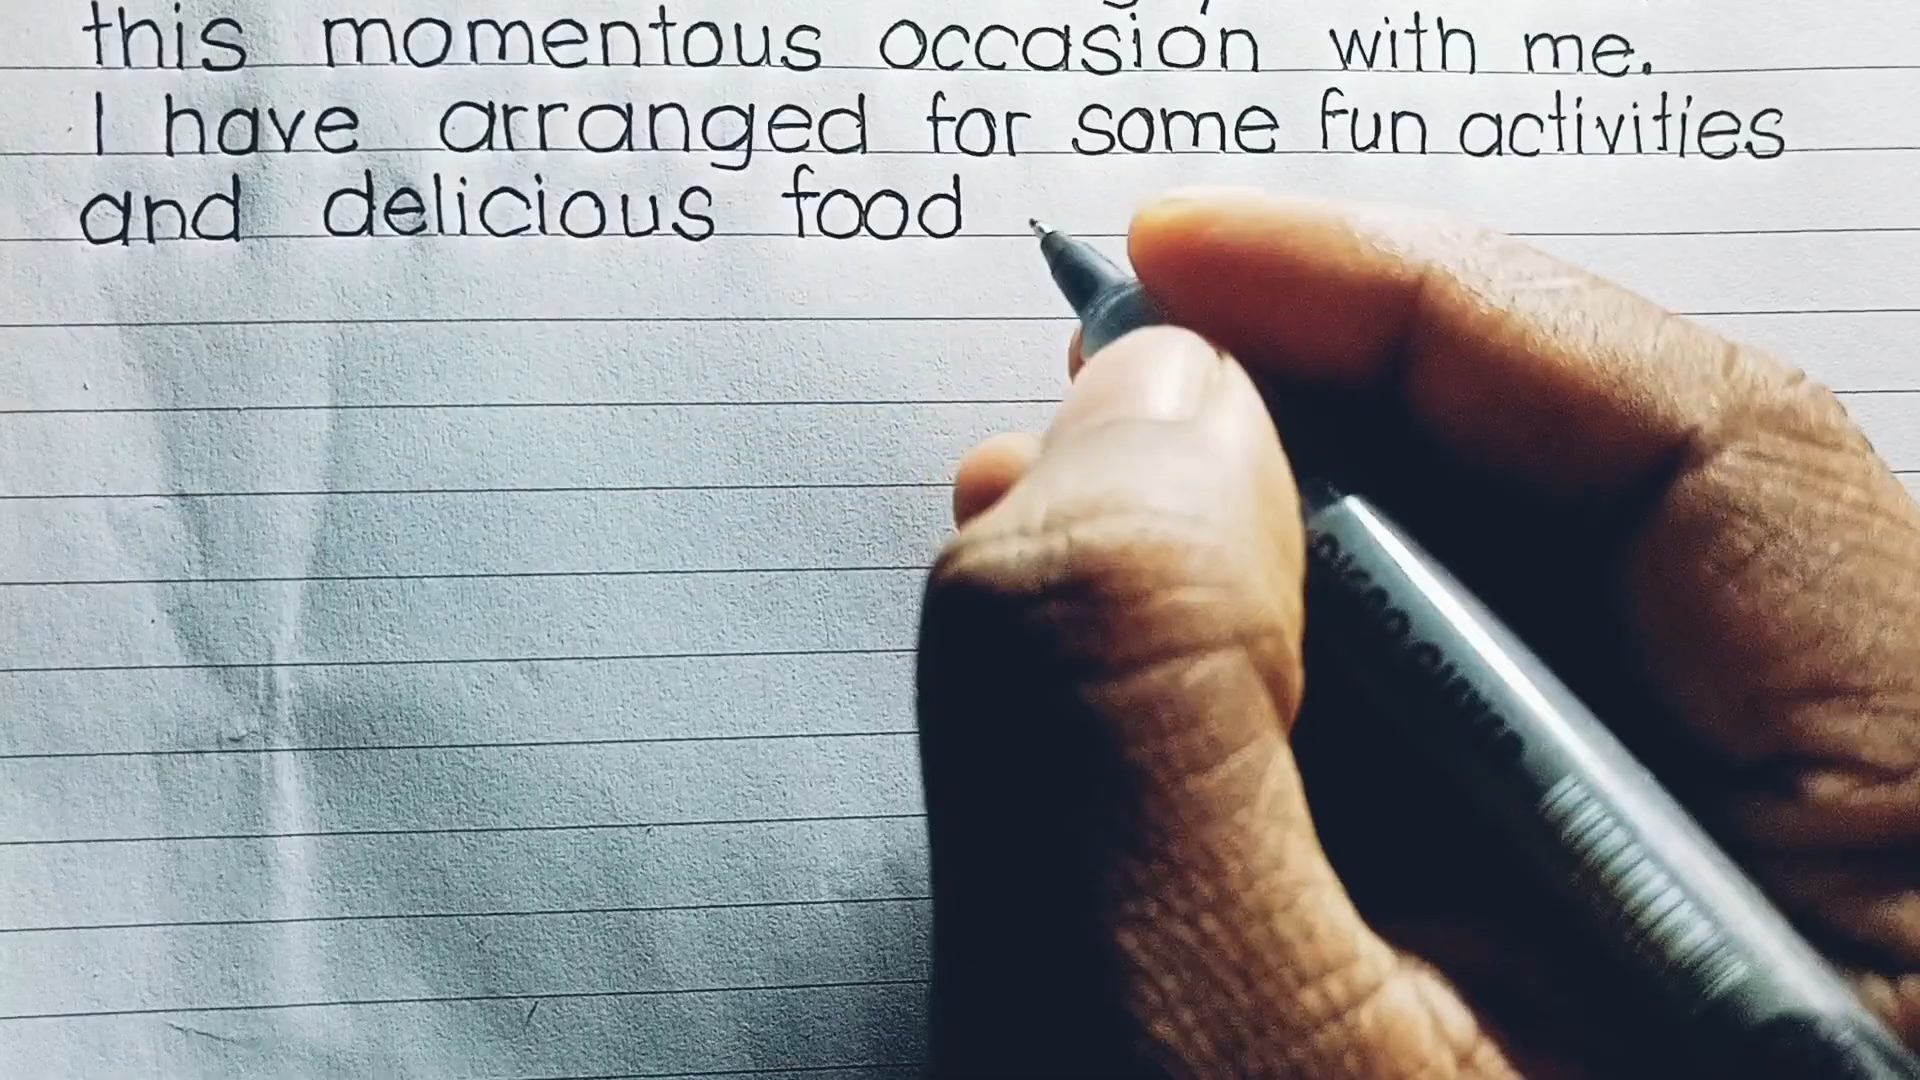 this momentous occasion with me.
I have arranged for some fun activities
and delicious food